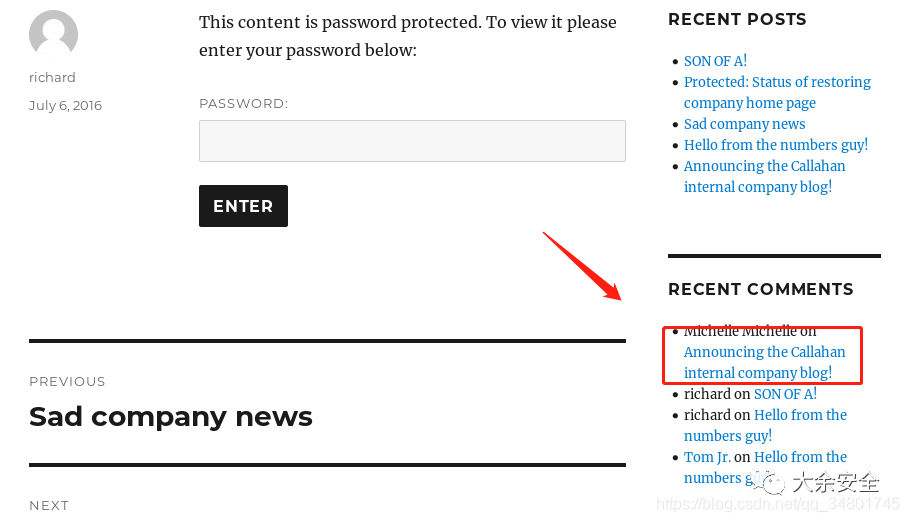 richard
July 6, 2016
This content is password protected. To view it please
enter your password below:
PASSWORD:
ENTER
PREVIOUS
Sad company news
NEXT
RECENT POSTS
SON OF A!
Protected: Status of restoring
company home page
Sad company news
Hello from the numbers guy!
Announcing the Callahan
internal company blog!
RECENT COMMENTS
Michelle Michelle on
Announcing the Callahan
internal company blog!
richard on SON OF A!
richard on Hello from the
numbers guy!
Tom Jr. on Hello from the
numbers guy!
大余安全
https://blog.csdn.net/qq_34801745